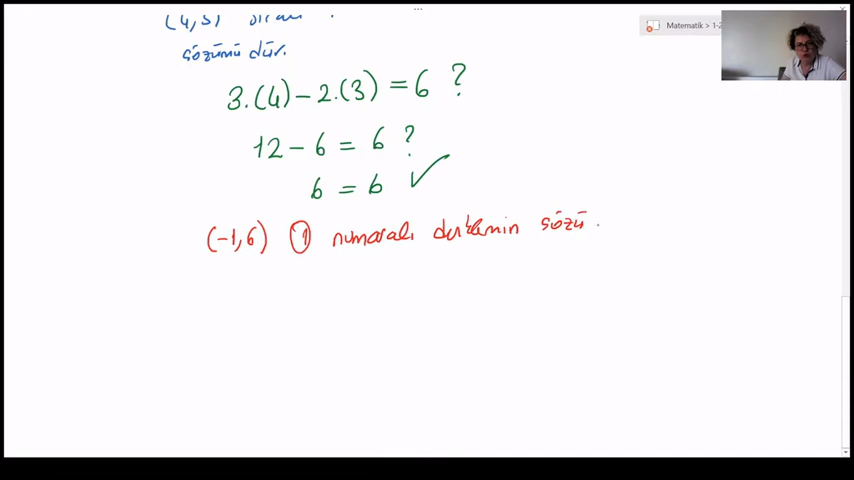 sözümüdür.
3.(4) – 2.(3) = 6 ?
12 – 6 = 6 ?
6 = 6 ✓
(-1,6) ① numaralı denklemin sözü
Matematik > 1-2